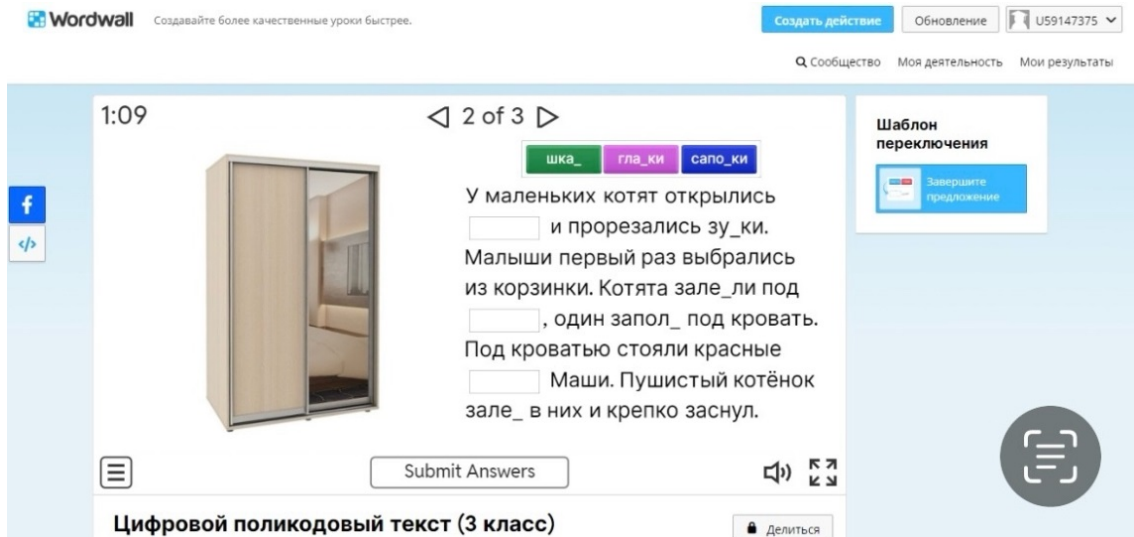 Wordwall Создавайте более качественные уроки быстрее. Создать действие Обновление U59147375
Сообщество Моя деятельность Мои результаты
1:09 2 of 3
Шаблон
переключения
Завершите
предложение
шка_ гла_ки сапо_ки
У маленьких котят открылись
и прорезались зу_ки.
Малыши первый раз выбрались
из корзинки. Котята зале_ли под
, один запол_ под кровать.
Под кроватью стояли красные
Маши. Пушистый котёнок
зале_ в них и крепко заснул.
f
</>
Submit Answers
Цифровой поликодовый текст (3 класс) Делиться